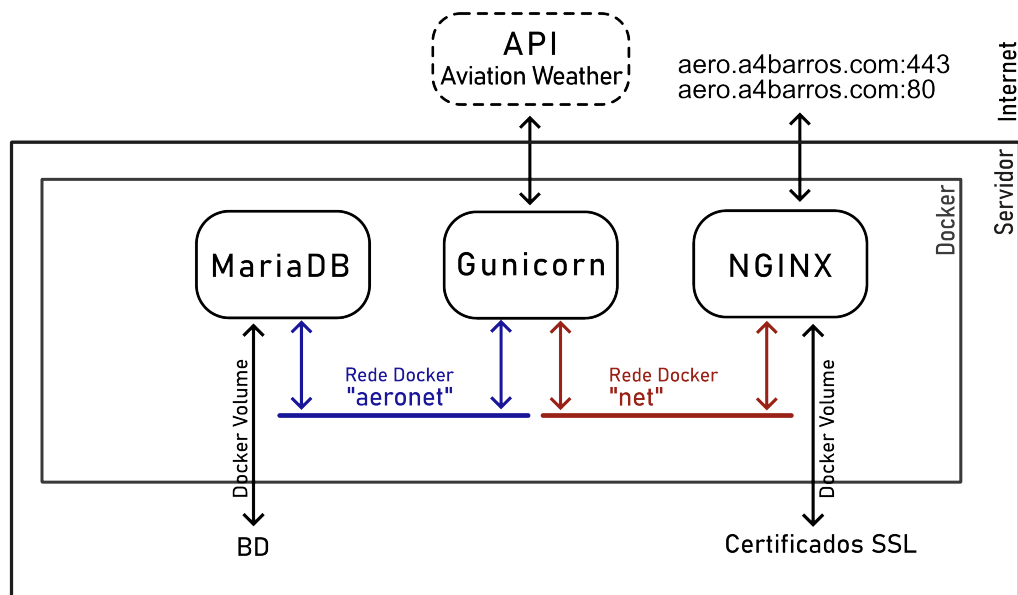 API
Aviation Weather
aero.a4barros.com:443
aero.a4barros.com:80
Internet
Servidor
Docker
MariaDB
Gunicorn
NGINX
Rede Docker
"aeronet"
Rede Docker
"net"
Docker Volume
Docker Volume
BD
Certificados SSL